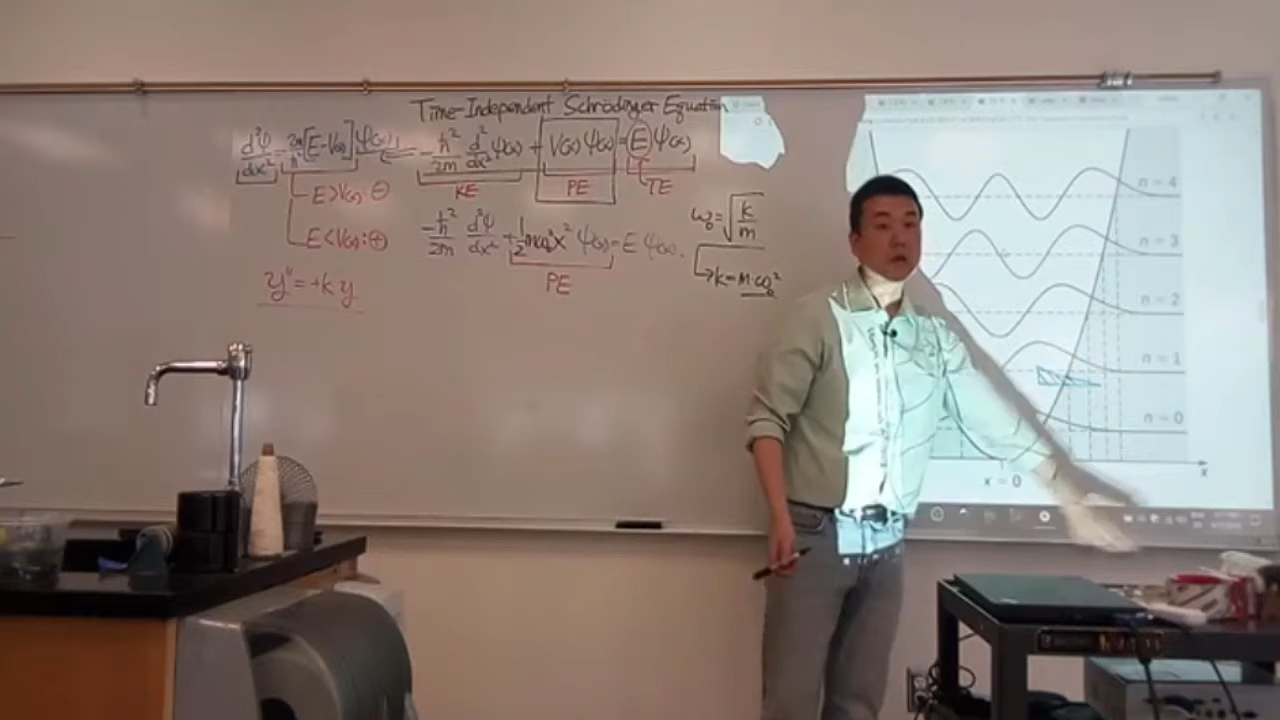 Time-Independent Schrödinger Equation
d²ψ/dx² = 2m/ħ² [E-V(x)] ψ(x) ⇐ -ħ²/2m d²/dx² ψ(x) + V(x)ψ(x) = E ψ(x)
KE PE TE
E>V(x): ⊖
E<V(x): ⊕
y'' = +k y
-ħ²/2m d²ψ/dx² + 1/2 mω₀²x² ψ(x) = E ψ(x).
PE
ω₀ = √k/m
→ k = m·ω₀²
n = 4
n = 3
n = 2
n = 1
n = 0
x = 0
x